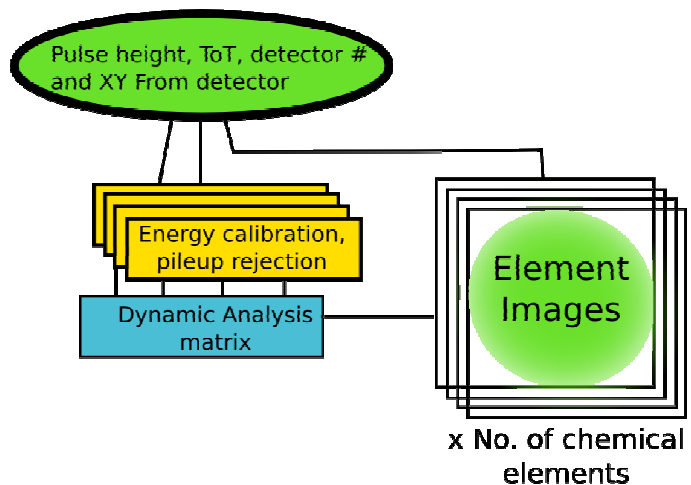 Pulse height, ToT, detector #
and XY From detector
Energy calibration,
pileup rejection
Dynamic Analysis
matrix
Element
Images
x No. of chemical
elements